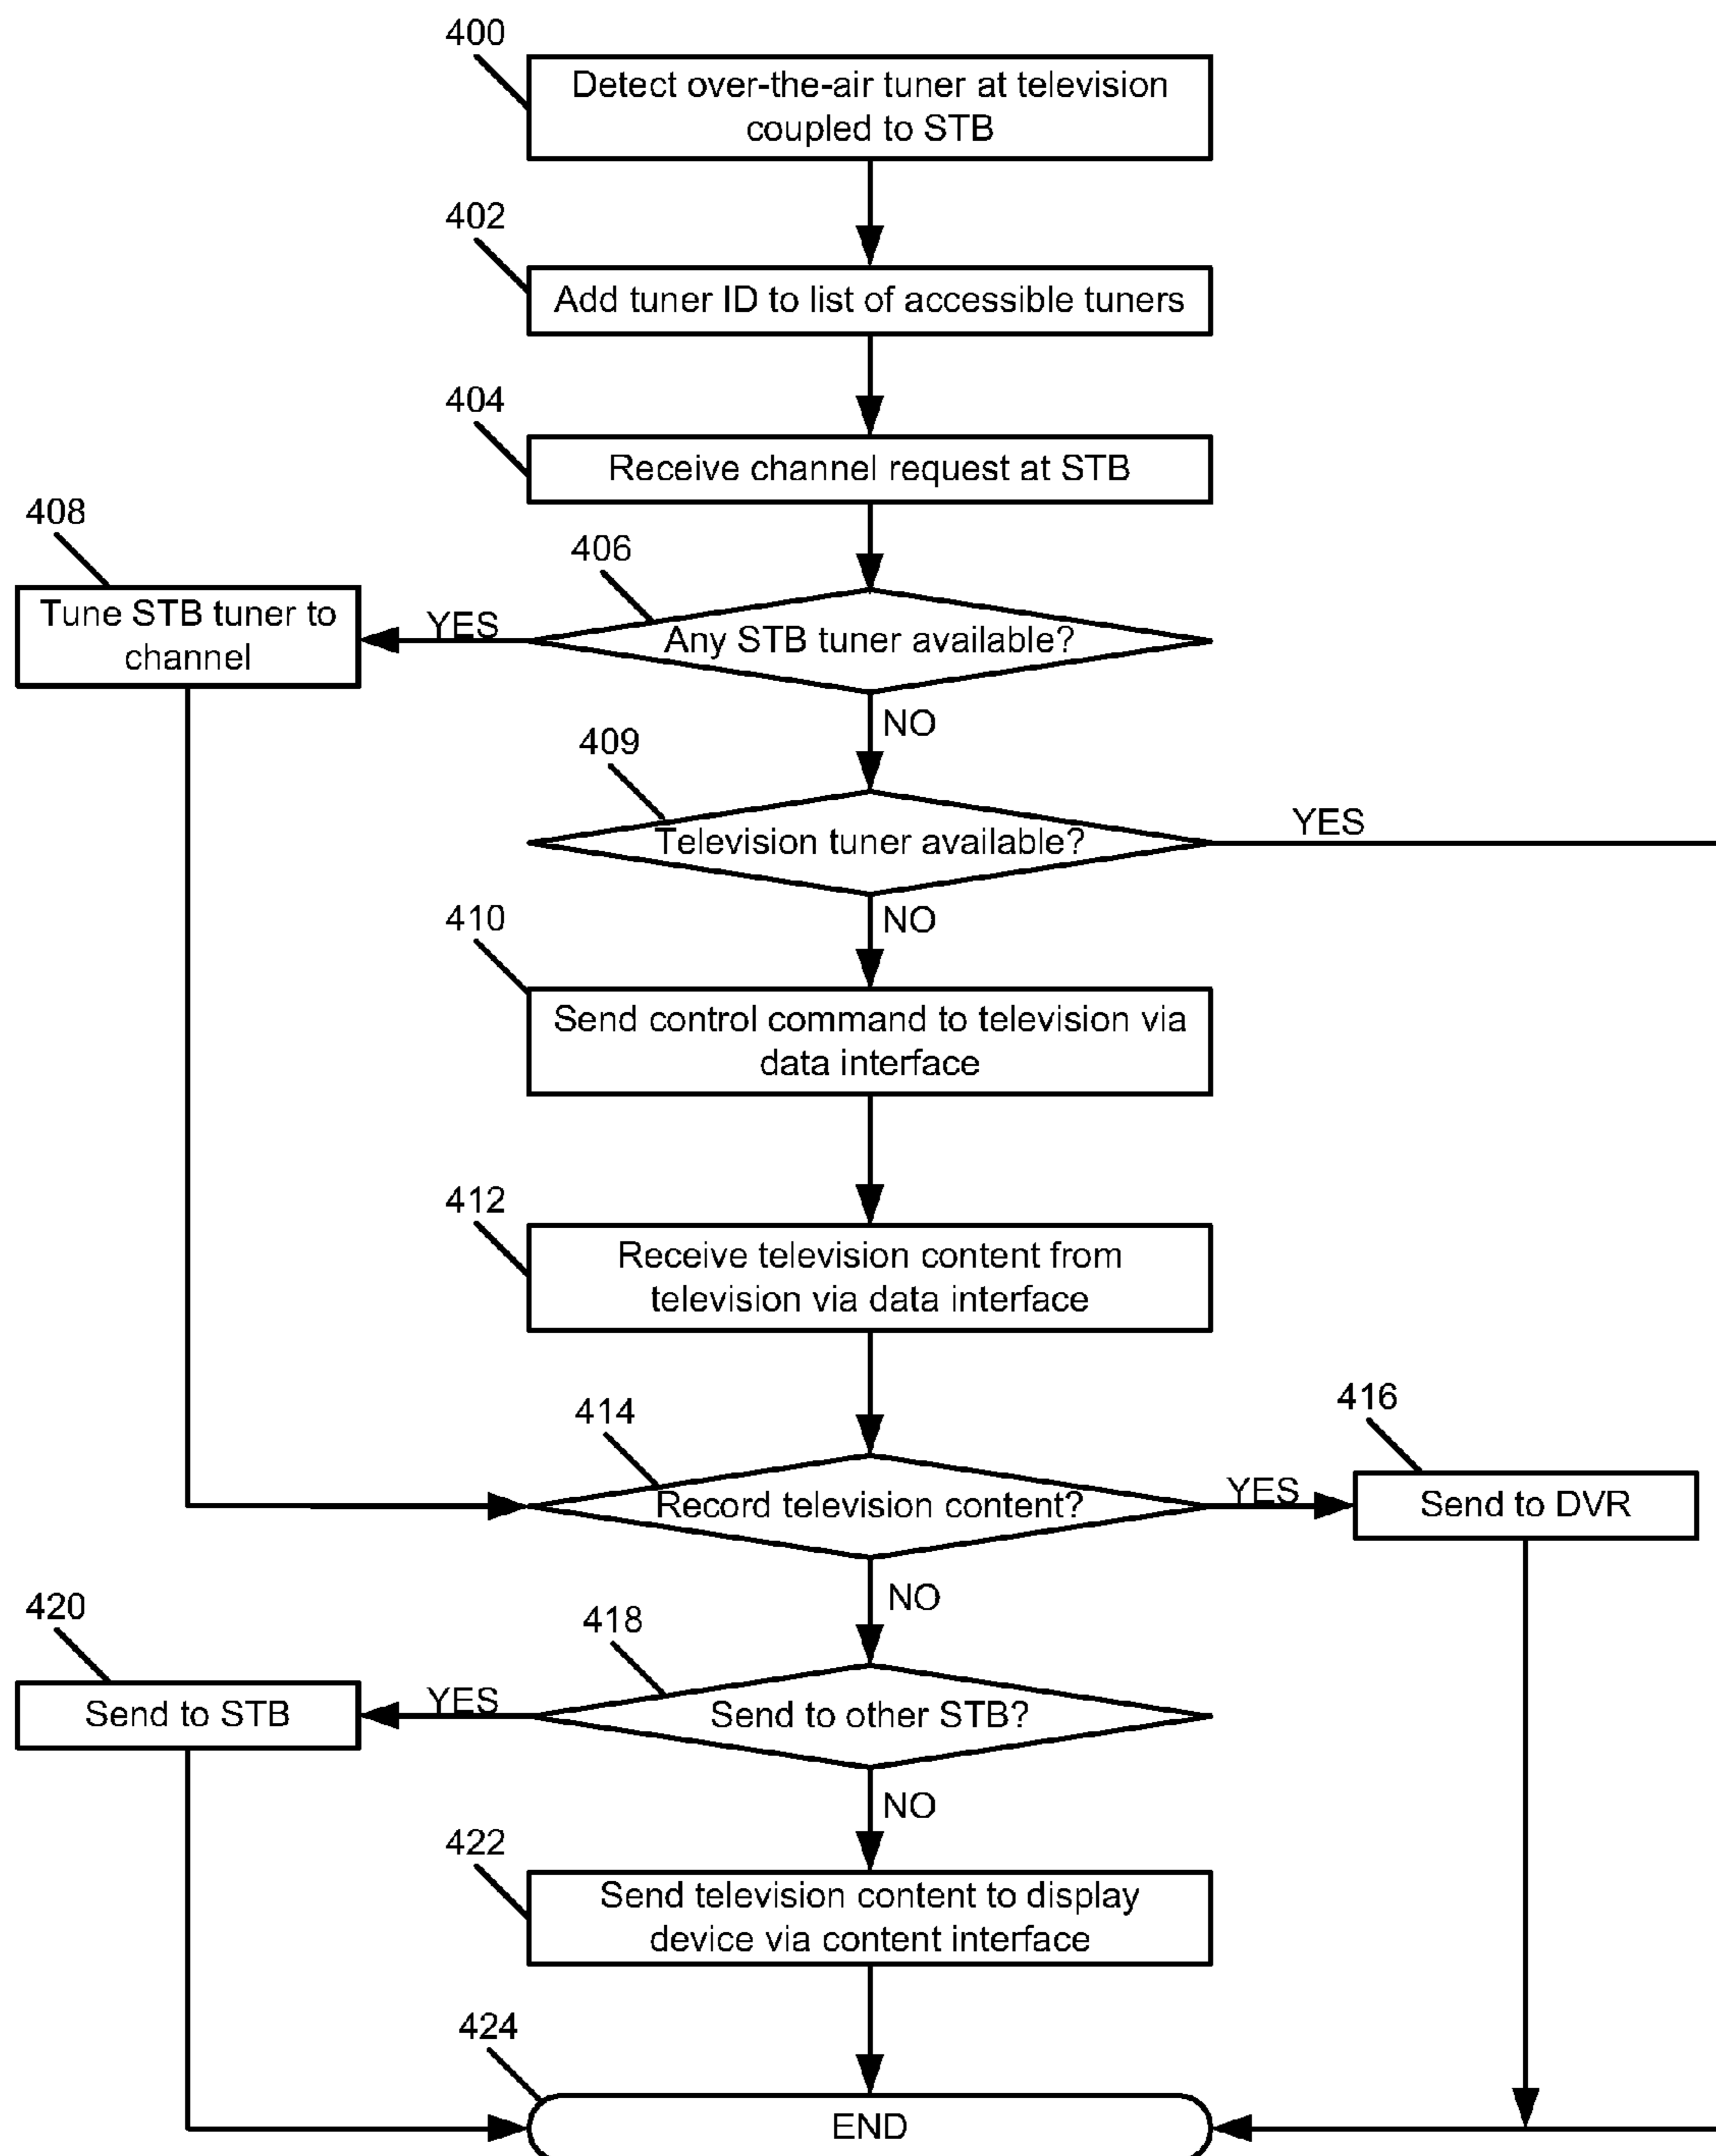 400
Detect over-the-air tuner at television
coupled to STB
402
Add tuner ID to list of accessible tuners
404
Receive channel request at STB
408
Tune STB tuner to
channel
406
YES
Any STB tuner available?
NO
409
Television tuner available?
YES
NO
410
Send control command to television via
data interface
412
Receive television content from
television via data interface
414
Record television content?
YES
416
Send to DVR
NO
420
Send to STB
418
YES
Send to other STB?
NO
422
Send television content to display
device via content interface
424
END